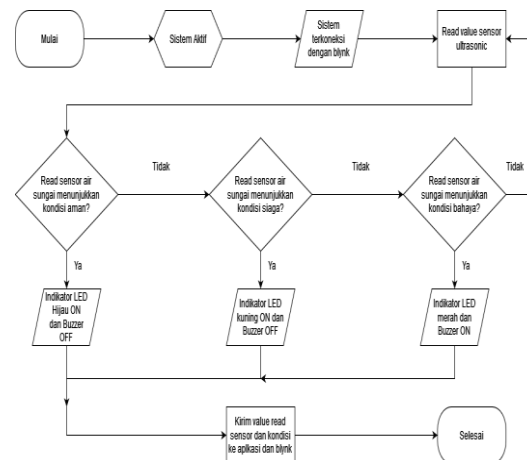 Mulai
Sistem Aktif
Sistem
terkoneksi
dengan blynk
Read value sensor
ultrasonic
Read sensor air
sungai menunjukkan
kondisi aman?
Tidak
Read sensor air
sungai menunjukkan
kondisi siaga?
Tidak
Read sensor air
sungai menunjukkan
kondisi bahaya?
Tidak
Ya
Ya
Ya
Indikator LED
Hijau ON
dan Buzzer
OFF
Indikator LED
kuning ON dan
Buzzer OFF
Indikator LED
merah dan
Buzzer ON
Kirim value read
sensor dan kondisi
ke aplikasi dan blynk
Selesai